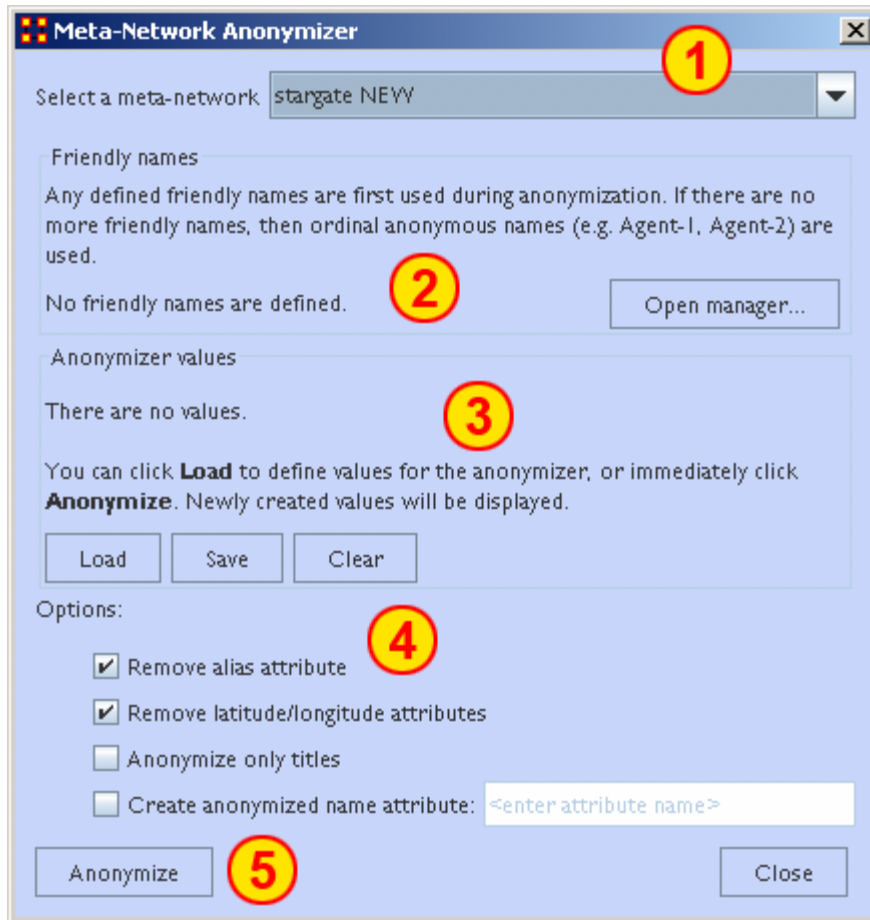 Meta-Network Anonymizer
1
Select a meta-network stargate NEW
Friendly names
Any defined friendly names are first used during anonymization. If there are no
more friendly names, then ordinal anonymous names (e.g. Agent-1, Agent-2) are
used.
2
No friendly names are defined. Open manager...
Anonymizer values
There are no values.
3
You can click Load to define values for the anonymizer, or immediately click
Anonymize. Newly created values will be displayed.
Load Save Clear
Options:
4
Remove alias attribute
Remove latitude/longitude attributes
Anonymize only titles
Create anonymized name attribute: <enter attribute name>
Anonymize 5 Close